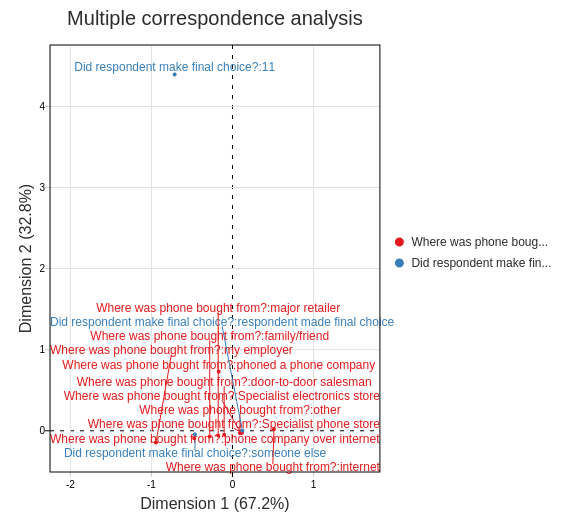 Multiple correspondence analysis
Did respondent make final choice?:11
4
3
2
1
0
Dimension 2 (32.8%)
Where was phone bought from?:major retailer
Did respondent make final choice?:respondent made final choice
Where was phone bought from?:family/friend
Where was phone bought from?:my employer
Where was phone bought from?:phoned a phone company
Where was phone bought from?:door-to-door salesman
Where was phone bought from?:Specialist electronics store
Where was phone bought from?:other
Where was phone bought from?:Specialist phone store
Where was phone bought from?:phone company over internet
Did respondent make final choice?:someone else
Where was phone bought from?:internet
-2
-1
0
1
Dimension 1 (67.2%)
Where was phone boug...
Did respondent make fin...